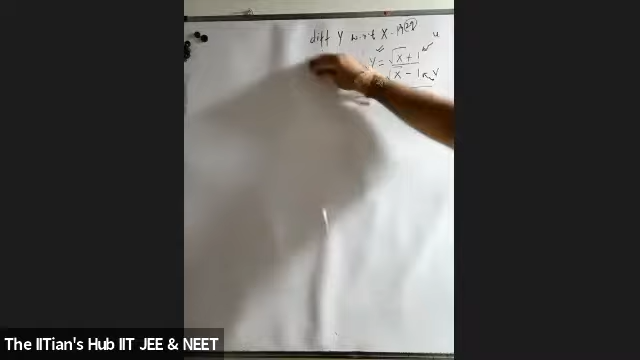 diff Y w.r.t X -
Y = √x + 1
u
√x - 1
v
The IITian's Hub IIT JEE & NEET